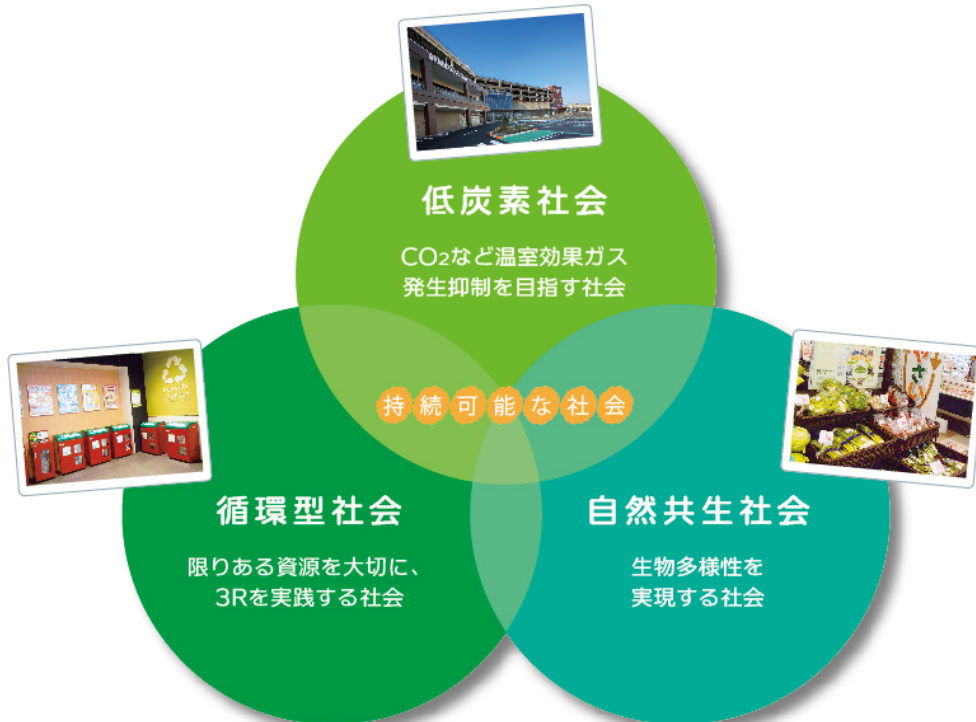 低炭素社会
CO2など温室効果ガス
発生抑制を目指す社会
持続可能な社会
循環型社会
限りある資源を大切に、
3Rを実践する社会
自然共生社会
生物多様性を
実現する社会